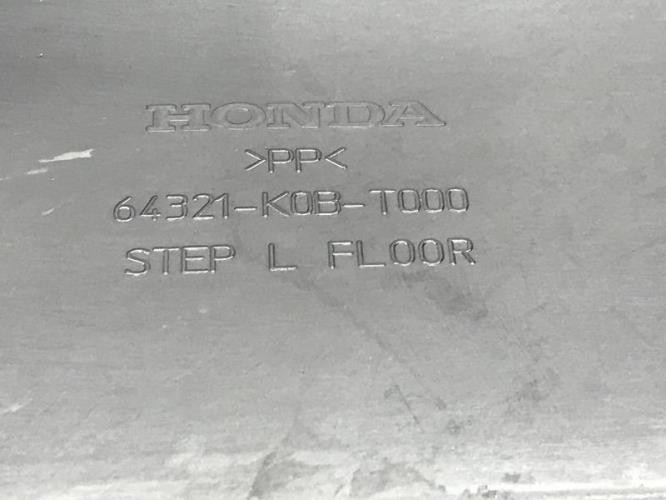 HONDA
>PP<
64321-K0B-T000
STEP L FLOOR